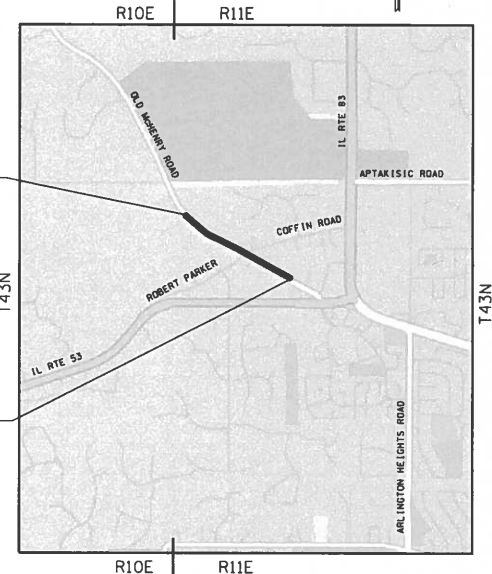 R10E R11E
OLD McHENRY ROAD
IL RTE 83
APTAKISIC ROAD
COFFIN ROAD
ROBERT PARKER
T43N
T43N
IL RTE 53
ARLINGTON HEIGHTS ROAD
R10E R11E